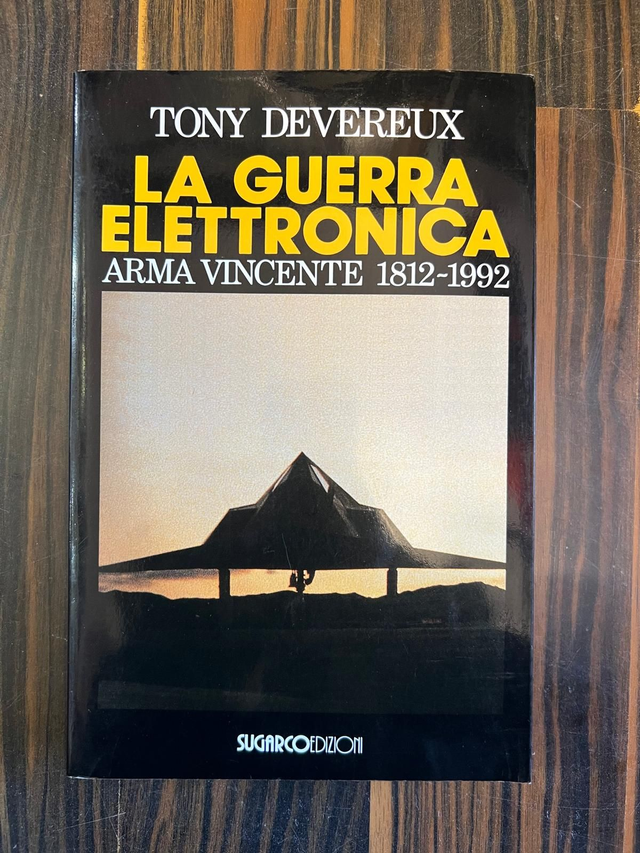 TONY DEVEREUX
LA GUERRA
ELETTRONICA
ARMA VINCENTE 1812-1992
SUGARCOEDIZIONI